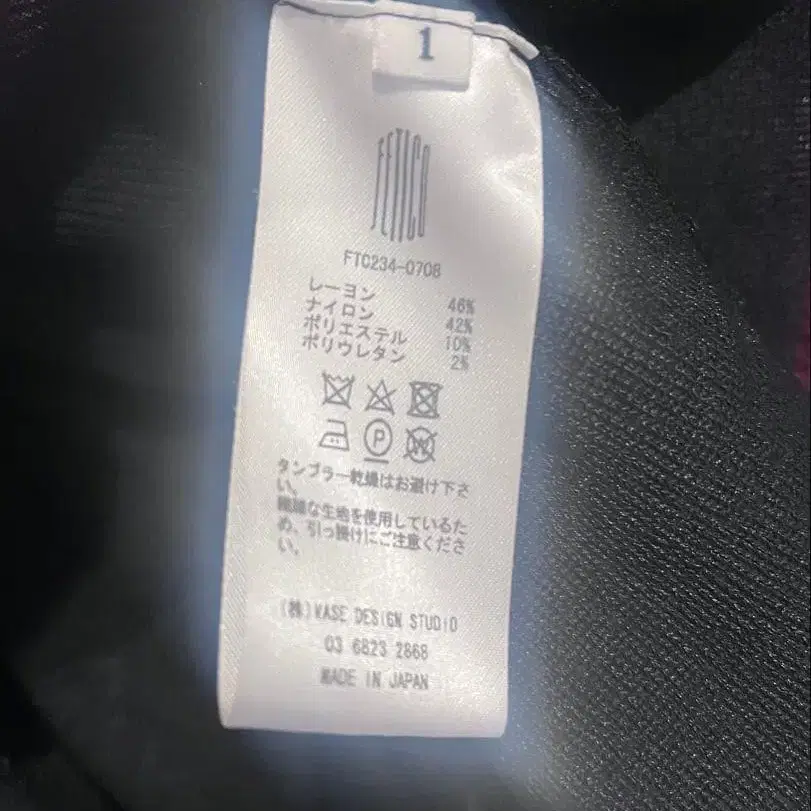 1
FETICO
FTC234-0708
レーヨン 46%
ナイロン 42%
ポリエステル 10%
ポリウレタン 2%
P
W
タンブラー乾燥はお避け下さ
い。
繊細な生地を使用しているた
め、引っ掛けにご注意くださ
い。
(株)WASE DESIGN STUDIO
03 6823 2868
MADE IN JAPAN